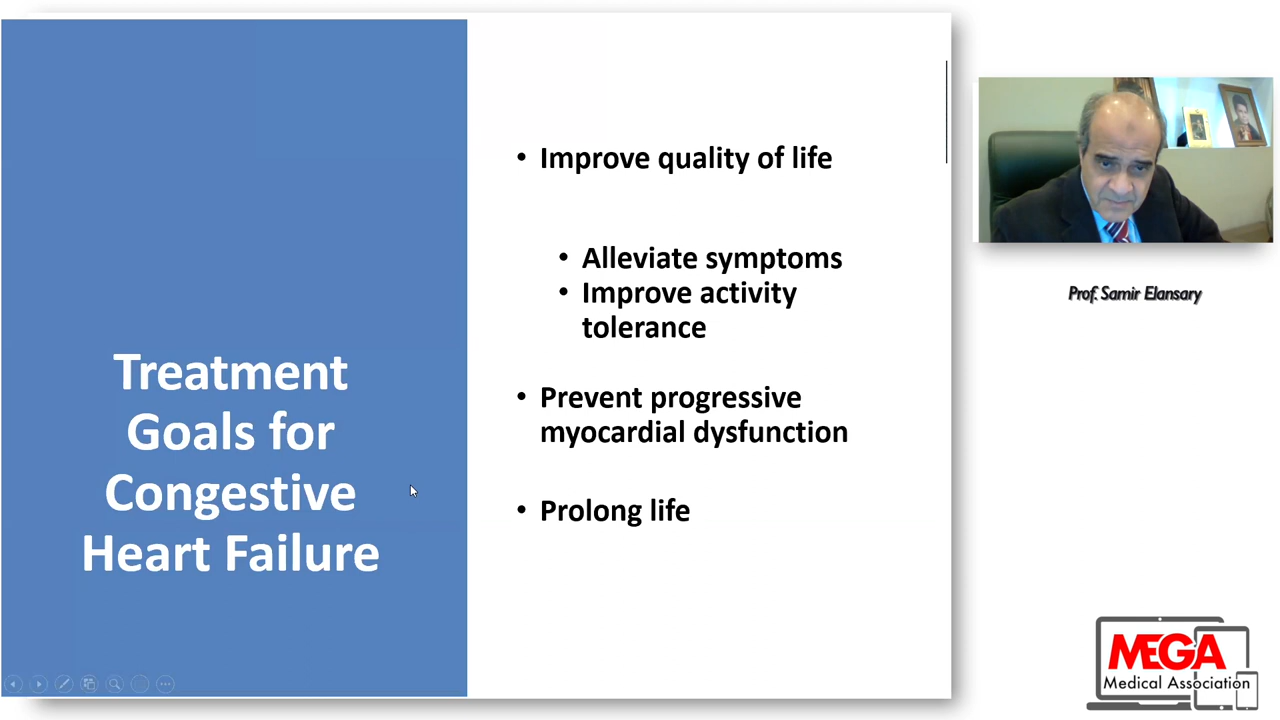 Treatment
Goals for
Congestive
Heart Failure
• Improve quality of life
• Alleviate symptoms
• Improve activity
tolerance
• Prevent progressive
myocardial dysfunction
• Prolong life
Prof. Samir Elansary
MEGA
Medical Association